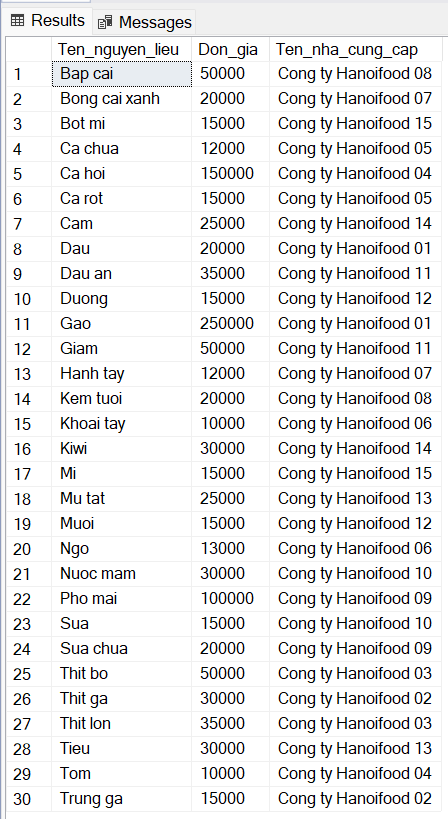 Results Messages
Ten_nguyen_lieu Don_gia Ten_nha_cung_cap
1 Bap cai 50000 Cong ty Hanoifood 08
2 Bong cai xanh 20000 Cong ty Hanoifood 07
3 Bot mi 15000 Cong ty Hanoifood 15
4 Ca chua 12000 Cong ty Hanoifood 05
5 Ca hoi 150000 Cong ty Hanoifood 04
6 Ca rot 15000 Cong ty Hanoifood 05
7 Cam 25000 Cong ty Hanoifood 14
8 Dau 20000 Cong ty Hanoifood 01
9 Dau an 35000 Cong ty Hanoifood 11
10 Duong 15000 Cong ty Hanoifood 12
11 Gao 250000 Cong ty Hanoifood 01
12 Giam 50000 Cong ty Hanoifood 11
13 Hanh tay 12000 Cong ty Hanoifood 07
14 Kem tuoi 20000 Cong ty Hanoifood 08
15 Khoai tay 10000 Cong ty Hanoifood 06
16 Kiwi 30000 Cong ty Hanoifood 14
17 Mi 15000 Cong ty Hanoifood 15
18 Mu tat 25000 Cong ty Hanoifood 13
19 Muoi 15000 Cong ty Hanoifood 12
20 Ngo 13000 Cong ty Hanoifood 06
21 Nuoc mam 30000 Cong ty Hanoifood 10
22 Pho mai 100000 Cong ty Hanoifood 09
23 Sua 15000 Cong ty Hanoifood 10
24 Sua chua 20000 Cong ty Hanoifood 09
25 Thit bo 50000 Cong ty Hanoifood 03
26 Thit ga 30000 Cong ty Hanoifood 02
27 Thit lon 35000 Cong ty Hanoifood 03
28 Tieu 30000 Cong ty Hanoifood 13
29 Tom 10000 Cong ty Hanoifood 04
30 Trung ga 15000 Cong ty Hanoifood 02